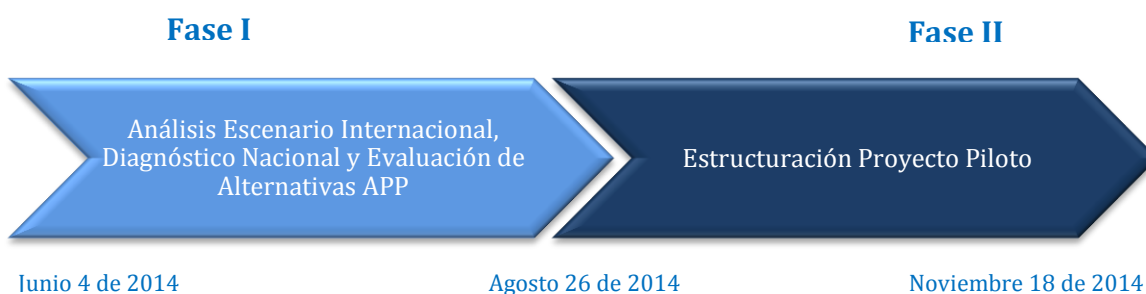 Fase I
Fase II
Análisis Escenario Internacional,
Diagnóstico Nacional y Evaluación de
Alternativas APP
Estructuración Proyecto Piloto
Junio 4 de 2014
Agosto 26 de 2014
Noviembre 18 de 2014